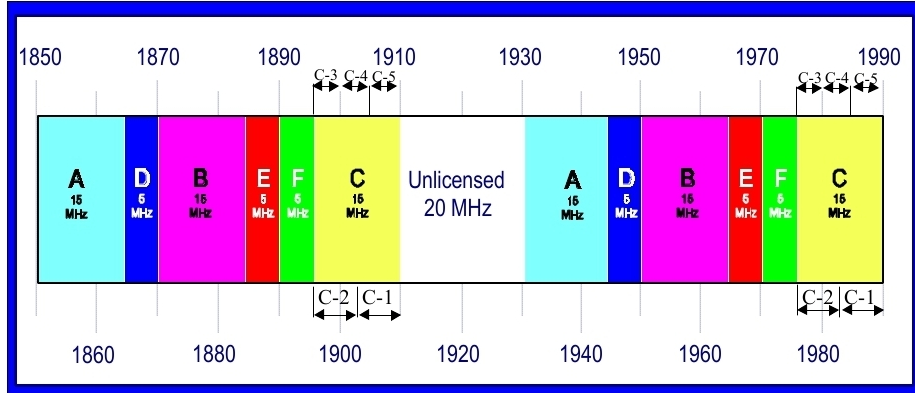 1850 1870 1890 1910 1930 1950 1970 1990
C-3 C-4 C-5 C-3 C-4 C-5
A D B E F C Unlicensed A D B E F C
15 5 15 5 5 15 20 MHz 15 5 15 5 5 15
MHz MHz MHz MHz MHz MHz MHz MHz MHz MHz MHz MHz
C-2 C-1 C-2 C-1
1860 1880 1900 1920 1940 1960 1980